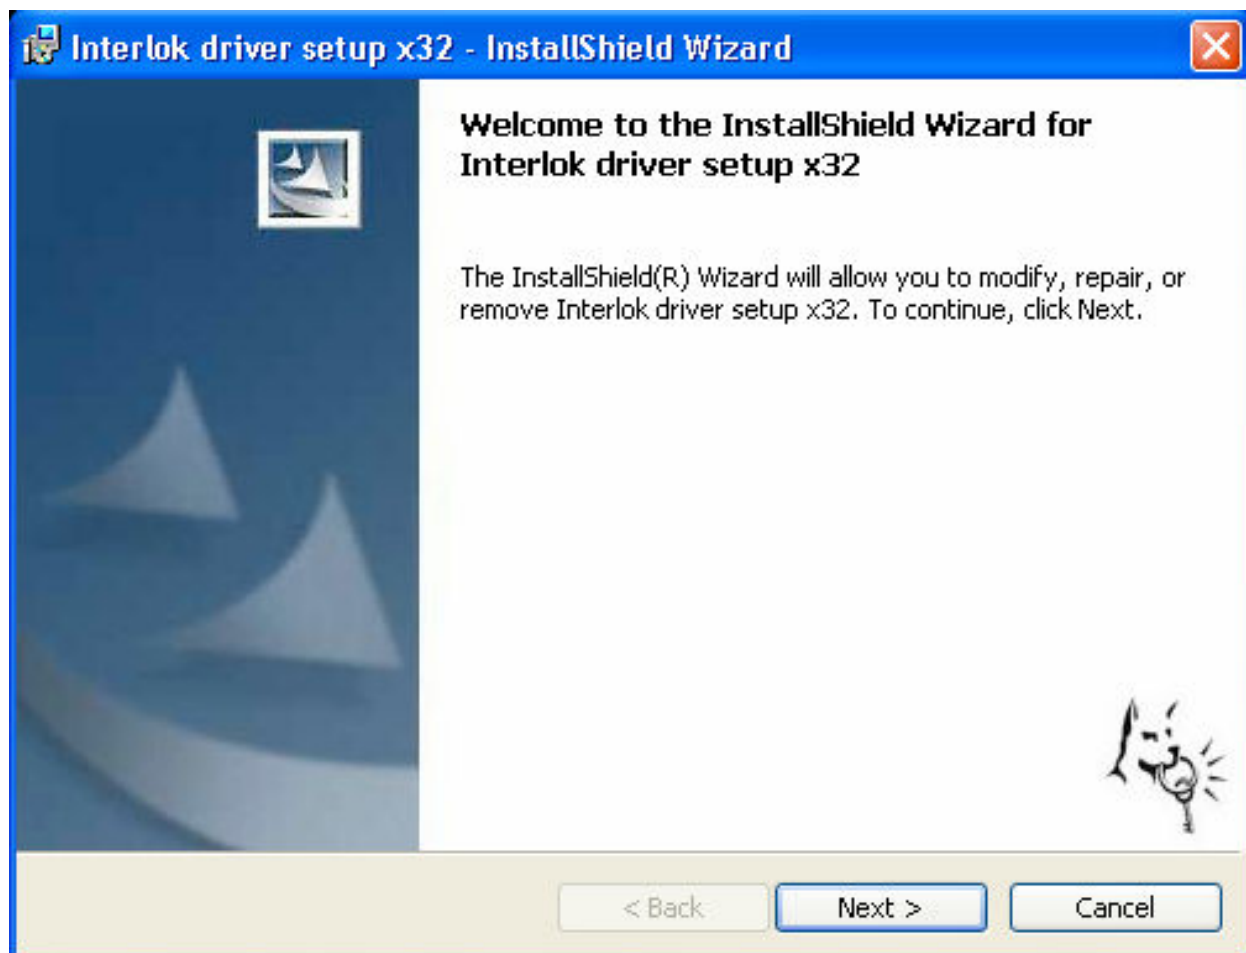 Interlok driver setup x32 - InstallShield Wizard
Welcome to the InstallShield Wizard for
Interlok driver setup x32
The InstallShield(R) Wizard will allow you to modify, repair, or
remove Interlok driver setup x32. To continue, click Next.
< Back
Next >
Cancel